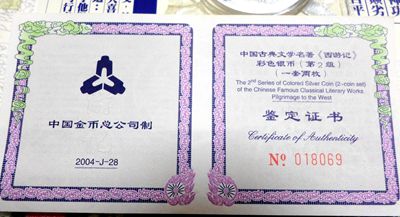 中国金币总公司制
2004-J-28
中国古典文学名著《西游记》
彩色银币（第2组）
（一套两枚）
The 2nd Series of Colored Silver Coin (2-coin set)
of the Chinese Famous Classical Literary Works
Pilgrimage to the West
鉴定证书
Certificate of Authenticity
Nº 018069